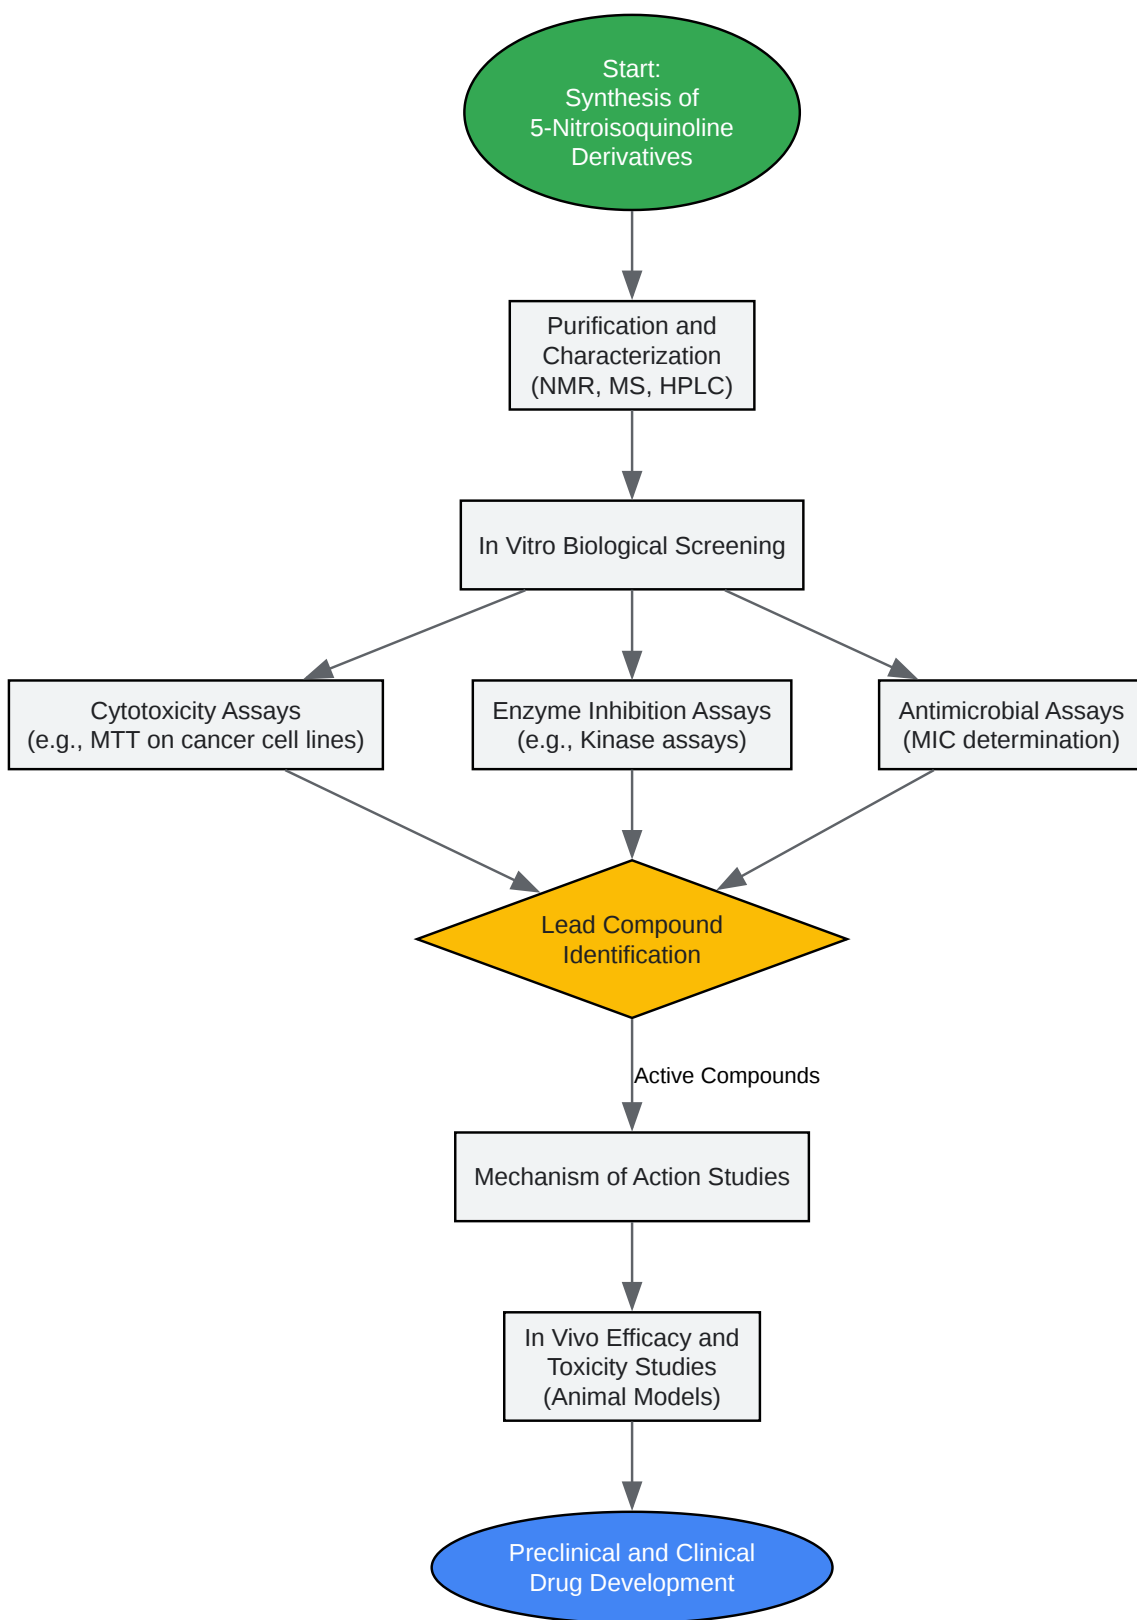 Start:
Synthesis of
5-Nitroisoquinoline
Derivatives
Purification and
Characterization
(NMR, MS, HPLC)
In Vitro Biological Screening
Cytotoxicity Assays
(e.g., MTT on cancer cell lines)
Enzyme Inhibition Assays
(e.g., Kinase assays)
Antimicrobial Assays
(MIC determination)
Lead Compound
Identification
Active Compounds
Mechanism of Action Studies
In Vivo Efficacy and
Toxicity Studies
(Animal Models)
Preclinical and Clinical
Drug Development